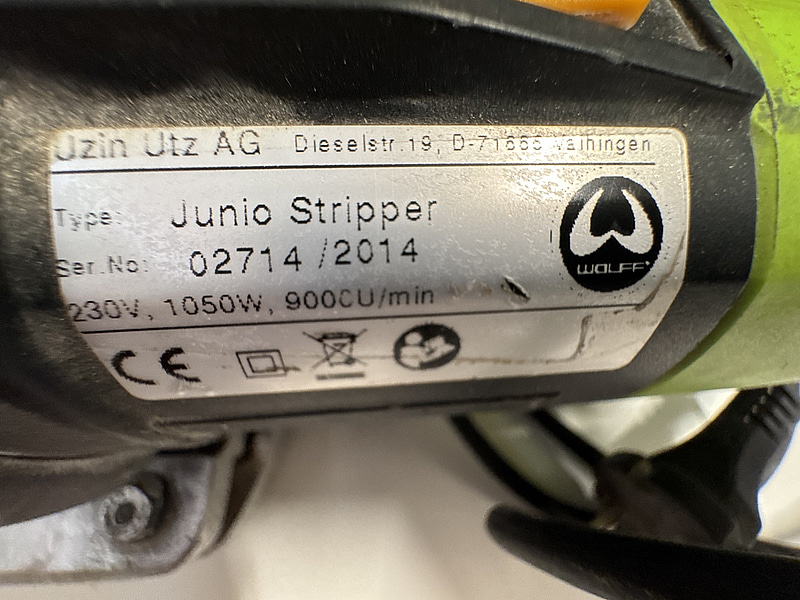 Uzin Utz AG Dieselstr.19, D-71665 Vaihingen
Type: Junio Stripper
Ser.No: 02714 /2014
230V, 1050W, 9000U/min
WOLFF
CE